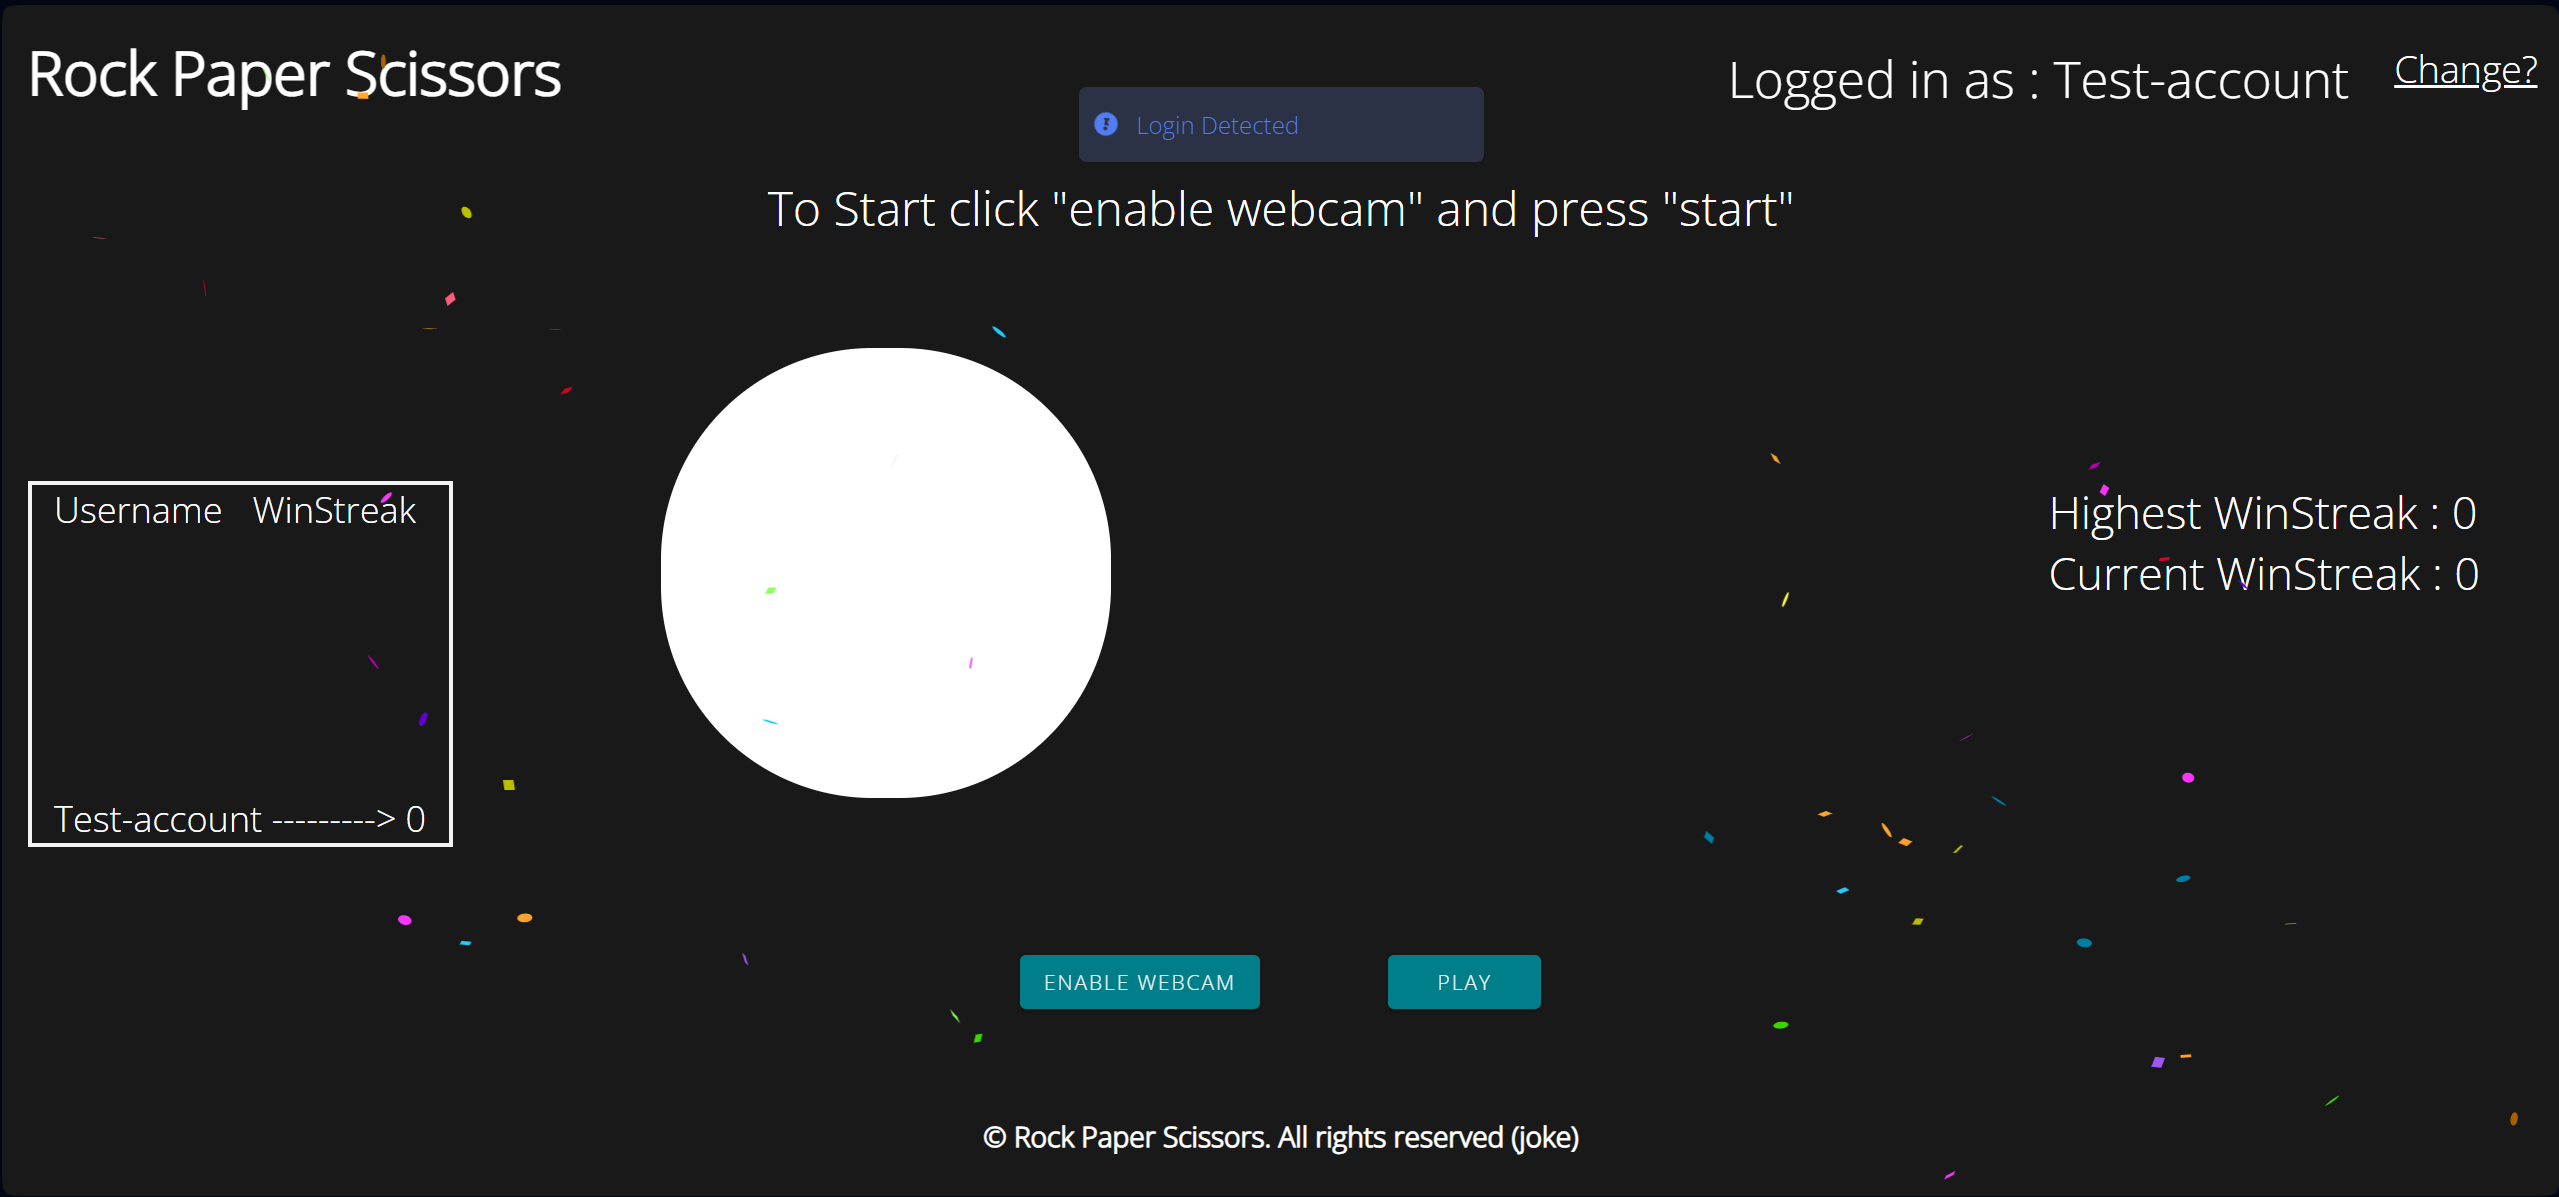 Rock Paper Scissors
Logged in as : Test-account
Change?
Login Detected
To Start click "enable webcam" and press "start"
Username WinStreak
Test-account ---------> 0
Highest WinStreak : 0
Current WinStreak : 0
ENABLE WEBCAM
PLAY
© Rock Paper Scissors. All rights reserved (joke)